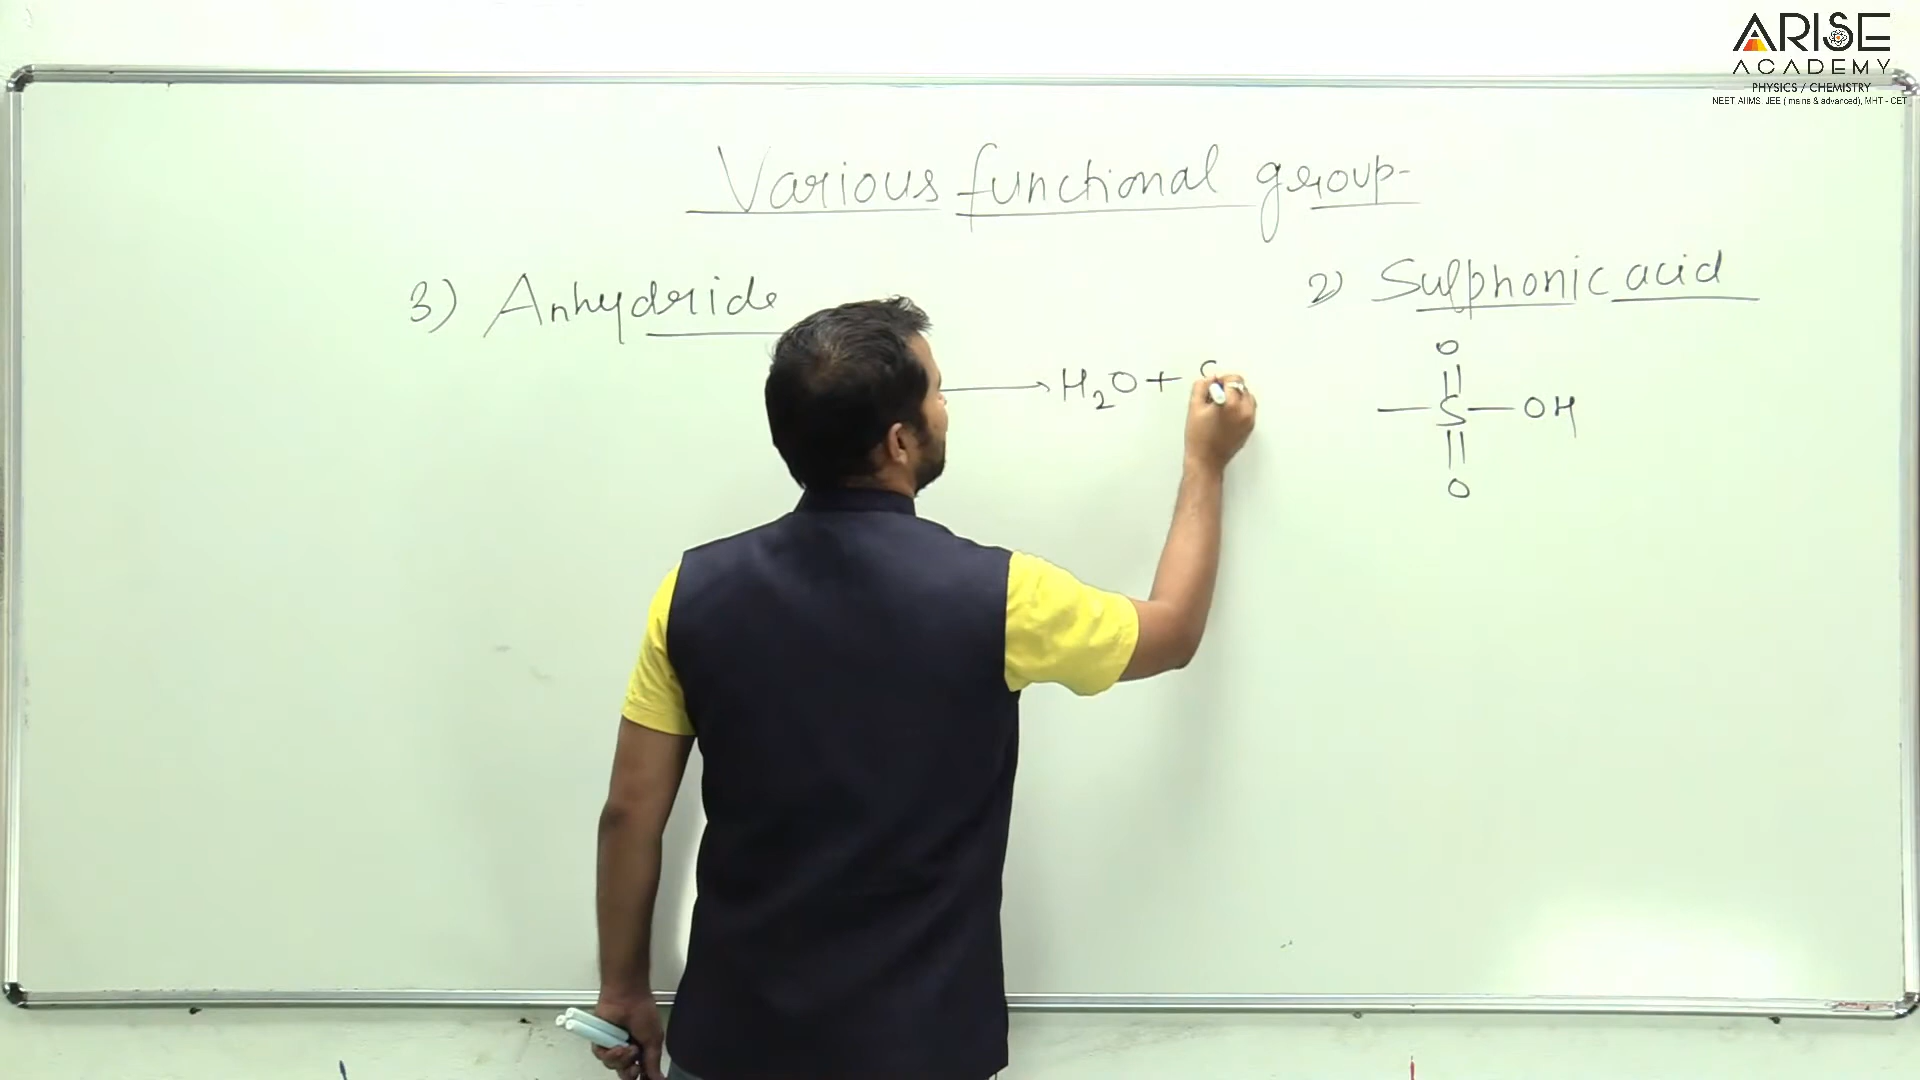 ARISE
ACADEMY
PHYSICS / CHEMISTRY
NEET AIIMS JEE ( mains & advanced), MHT - CET
Various functional group-
3) Anhydride
2) Sulphonic acid
H2O +
O
S OH
O